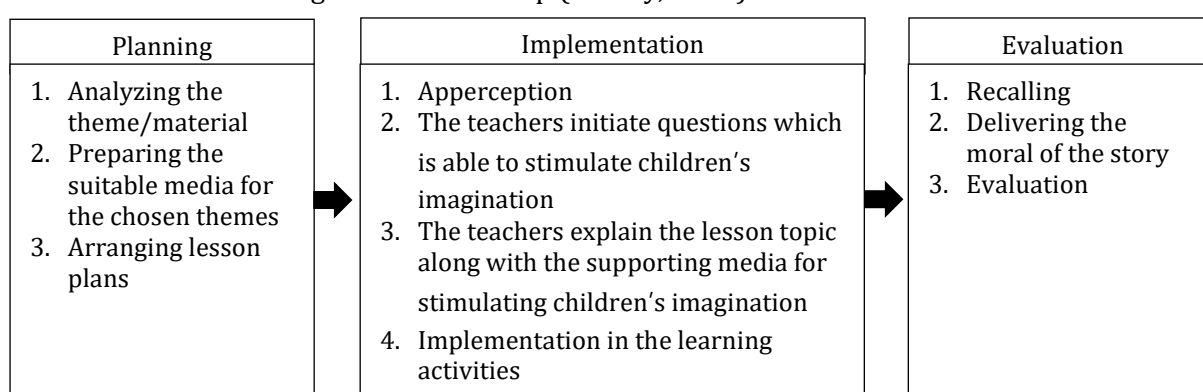 Planning
1. Analyzing the
theme/material
2. Preparing the
suitable media for
the chosen themes
3. Arranging lesson
plans
Implementation
1. Apperception
2. The teachers initiate questions which
is able to stimulate children's
imagination
3. The teachers explain the lesson topic
along with the supporting media for
stimulating children's imagination
4. Implementation in the learning
activities
Evaluation
1. Recalling
2. Delivering the
moral of the story
3. Evaluation